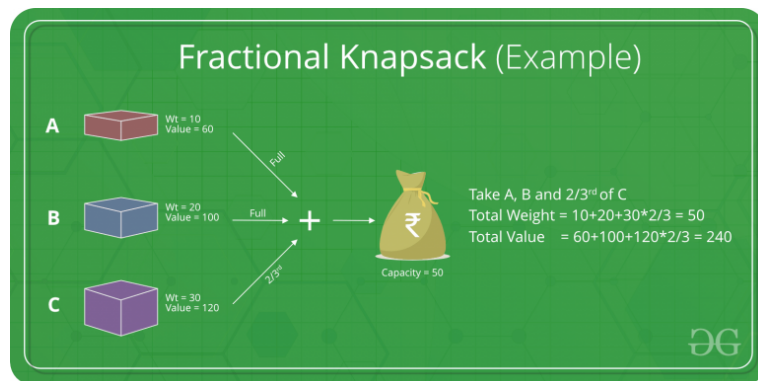 Fractional Knapsack (Example)
A
Wt = 10
Value = 60
Full
B
Wt = 20
Value = 100
Full
+
C
Wt = 30
Value = 120
2/3rd
₹
Capacity = 50
Take A, B and 2/3rd of C
Total Weight = 10+20+30*2/3 = 50
Total Value = 60+100+120*2/3 = 240